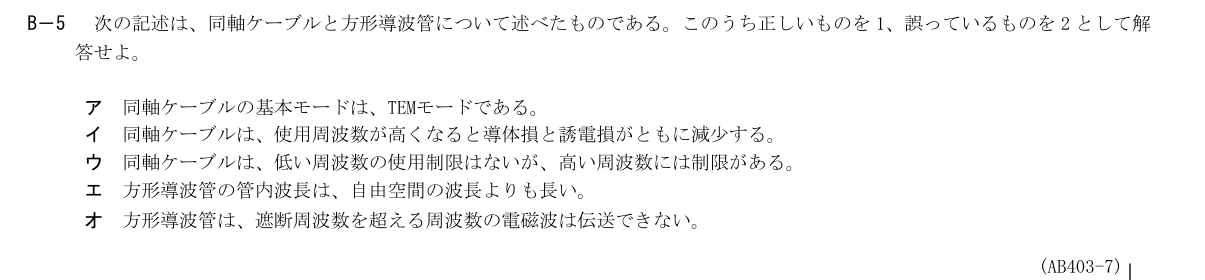 B－5 次の記述は、同軸ケーブルと方形導波管について述べたものである。このうち正しいものを 1、誤っているものを 2 として解
答せよ。
ア 同軸ケーブルの基本モードは、TEMモードである。
イ 同軸ケーブルは、使用周波数が高くなると導体損と誘電損がともに減少する。
ウ 同軸ケーブルは、低い周波数の使用制限はないが、高い周波数には制限がある。
エ 方形導波管の管内波長は、自由空間の波長よりも長い。
オ 方形導波管は、遮断周波数を超える周波数の電磁波は伝送できない。
(AB403-7)